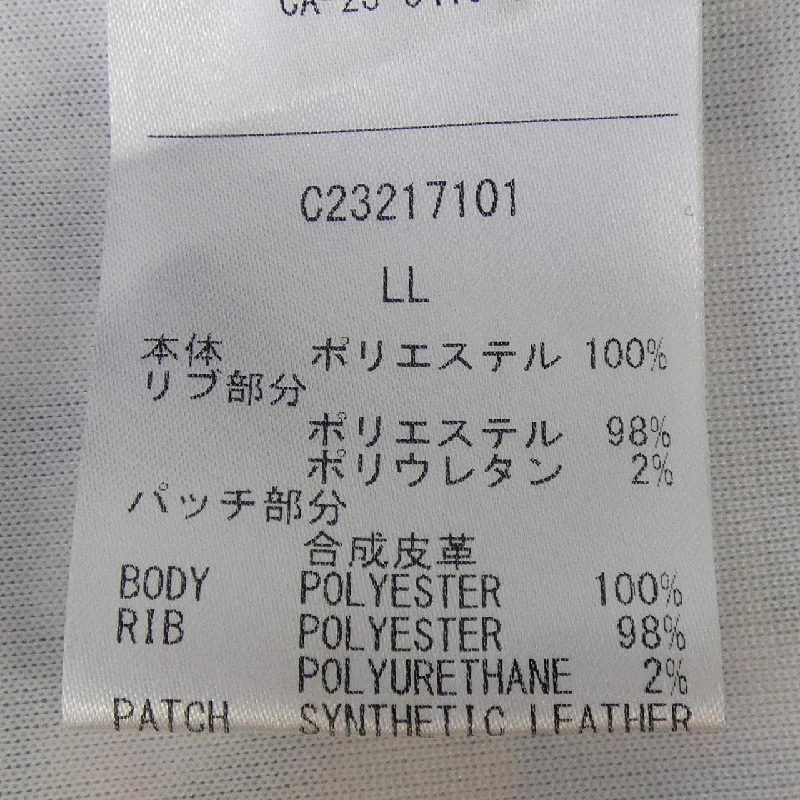 C23217101
LL
本体 ポリエステル 100%
リブ部分
ポリエステル 98%
ポリウレタン 2%
パッチ部分
合成皮革
BODY POLYESTER 100%
RIB POLYESTER 98%
POLYURETHANE 2%
PATCH SYNTHETIC LEATHER